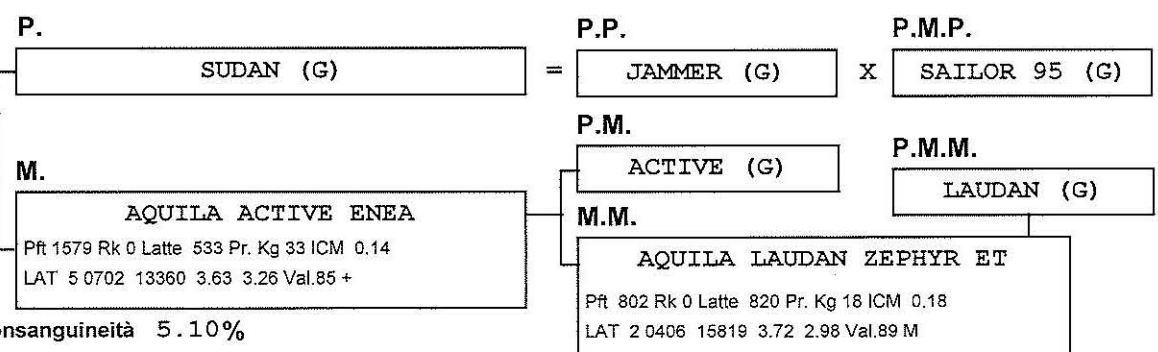 P.
P.P.
P.M.P.
SUDAN (G)
=
JAMMER (G)
X
SAILOR 95 (G)
P.M.
P.M.M.
ACTIVE (G)
LAUDAN (G)
M.
AQUILA ACTIVE ENEA
Pft 1579 Rk 0 Latte 533 Pr. Kg 33 ICM 0.14
LAT 5 0702 13360 3.63 3.26 Val.85 +
M.M.
AQUILA LAUDAN ZEPHYR ET
Pft 802 Rk 0 Latte 820 Pr. Kg 18 ICM 0.18
LAT 2 0406 15819 3.72 2.98 Val.89 M
onsanguineità 5.10%